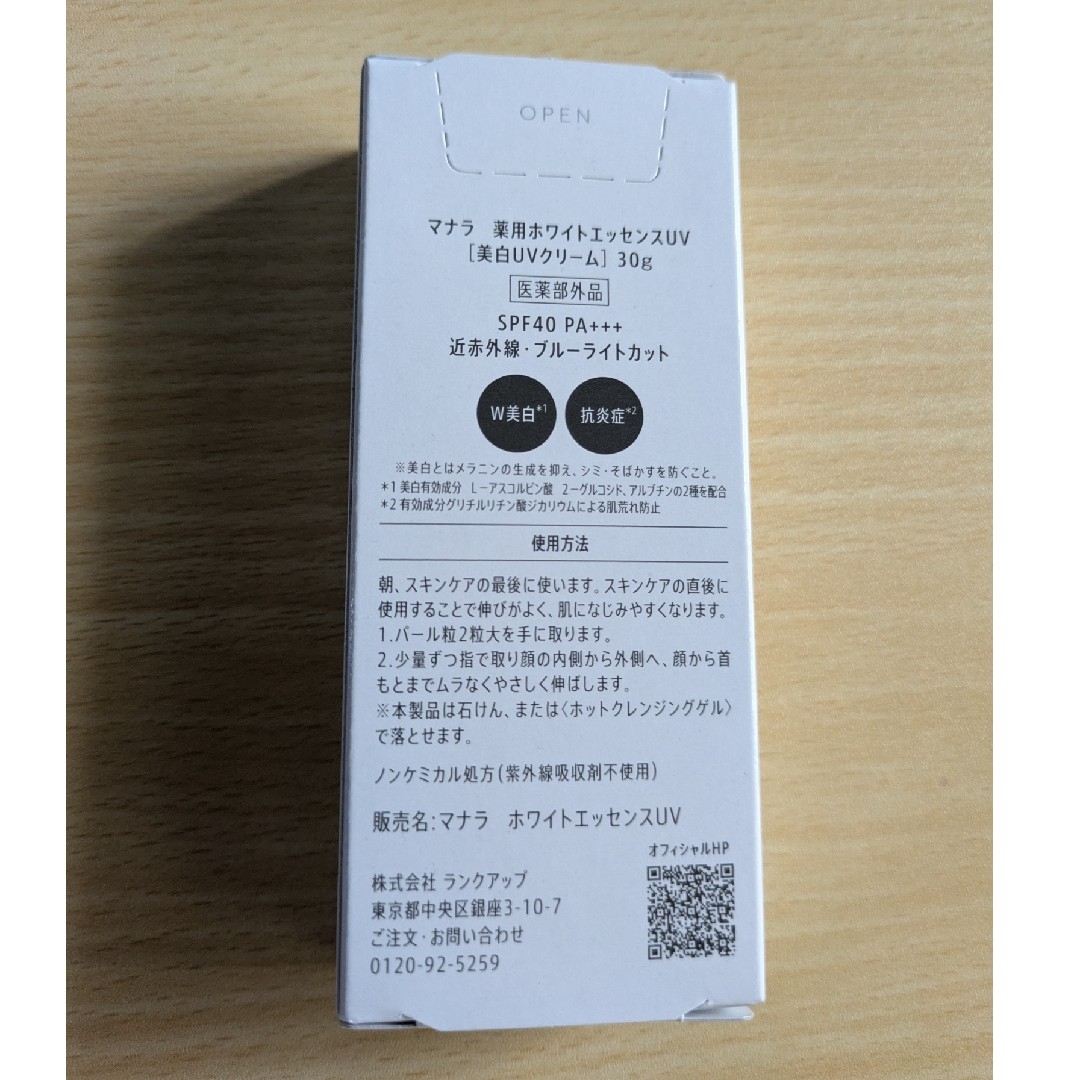 OPEN
マナラ　薬用ホワイトエッセンスUV
［美白UVクリーム］30g
医薬部外品
SPF40 PA+++
近赤外線・ブルーライトカット
W美白*1
抗炎症*2
※美白とはメラニンの生成を抑え、シミ・そばかすを防ぐこと。
*1 美白有効成分　L－アスコルビン酸　2－グルコシド、アルブチンの2種を配合
*2 有効成分グリチルリチン酸ジカリウムによる肌荒れ防止
使用方法
朝、スキンケアの最後に使います。スキンケアの直後に
使用することで伸びがよく、肌になじみやすくなります。
1.パール粒2粒大を手に取ります。
2.少量ずつ指で取り顔の内側から外側へ、顔から首
もとまでムラなくやさしく伸ばします。
※本製品は石けん、または〈ホットクレンジングゲル〉
で落とせます。
ノンケミカル処方(紫外線吸収剤不使用)
販売名:マナラ　ホワイトエッセンスUV
オフィシャルHP
株式会社 ランクアップ
東京都中央区銀座3-10-7
ご注文・お問い合わせ
0120-92-5259